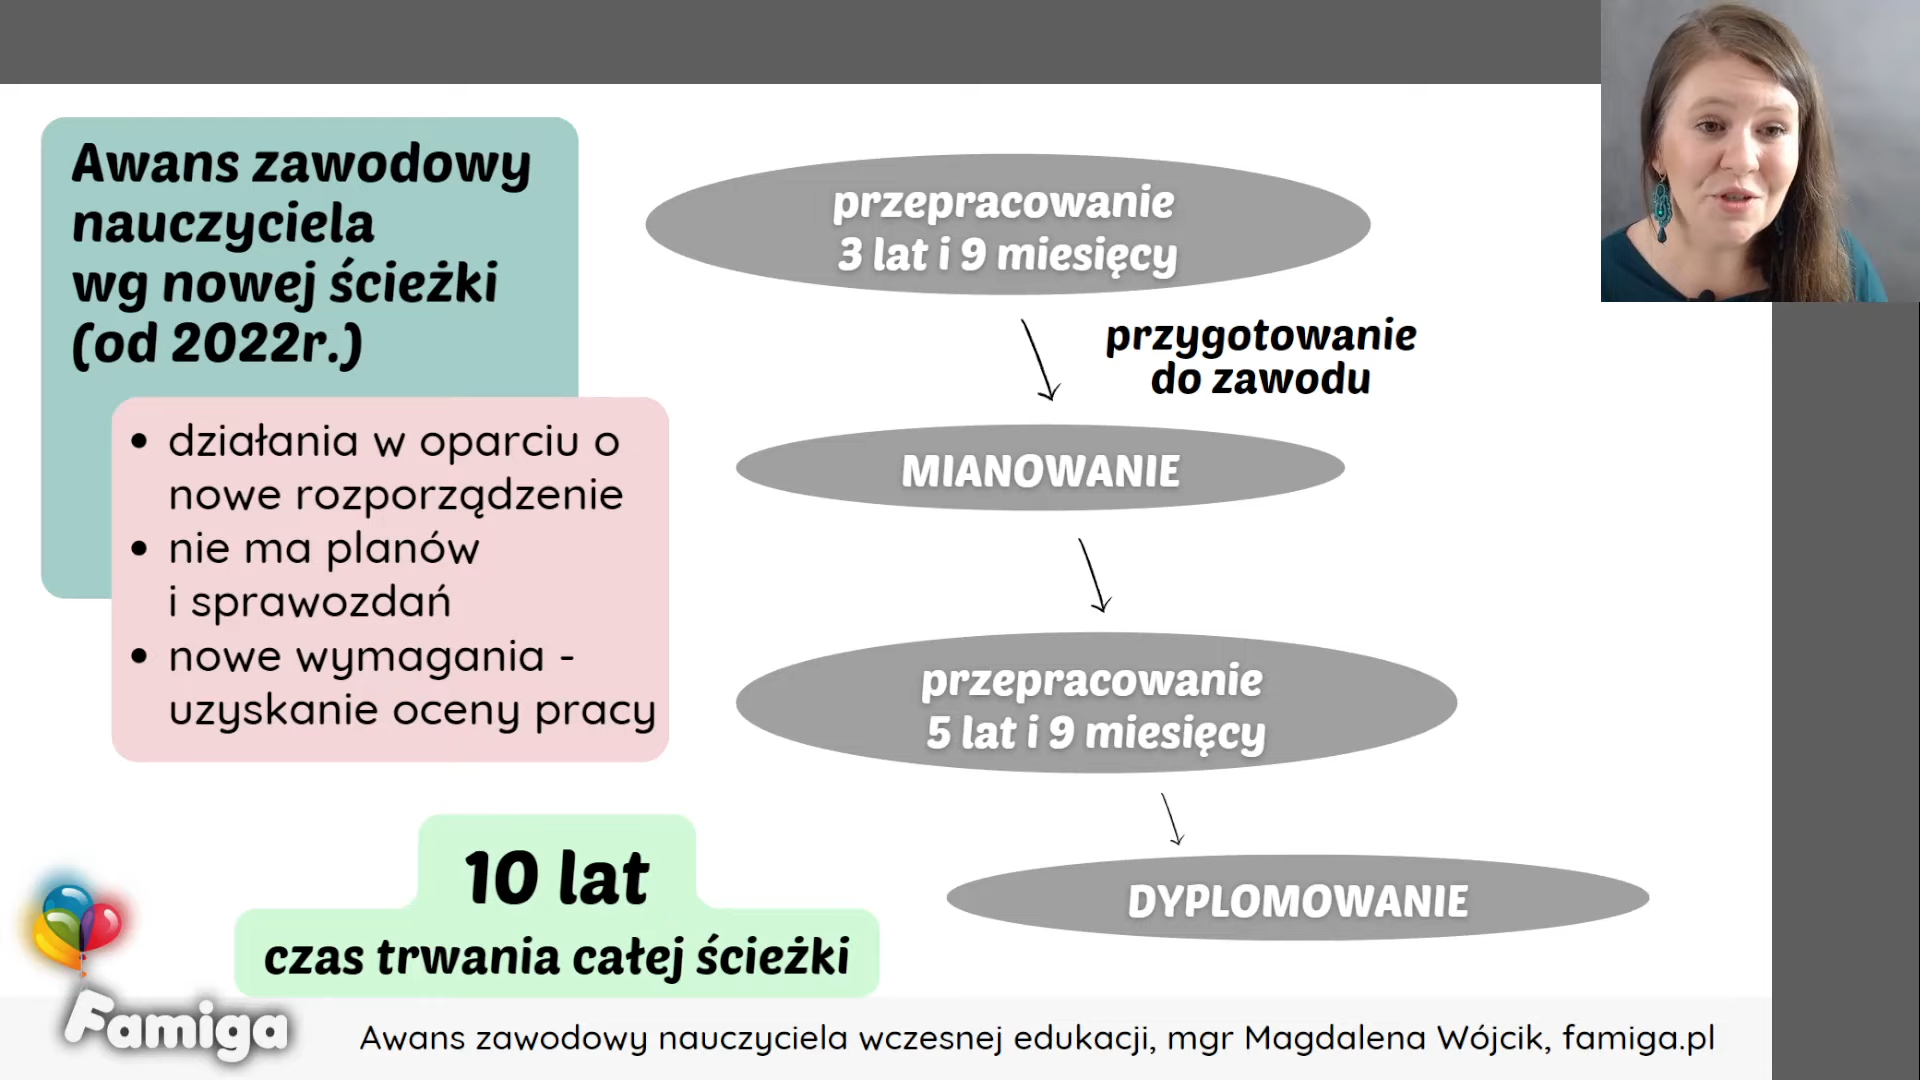 Awans zawodowy
nauczyciela
wg nowej ścieżki
(od 2022r.)
• działania w oparciu o
nowe rozporządzenie
• nie ma planów
i sprawozdań
• nowe wymagania -
uzyskanie oceny pracy
przepracowanie
3 lat i 9 miesięcy
przygotowanie
do zawodu
MIANOWANIE
przepracowanie
5 lat i 9 miesięcy
DYPLOMOWANIE
10 lat
czas trwania całej ścieżki
Famiga
Awans zawodowy nauczyciela wczesnej edukacji, mgr Magdalena Wójcik, famiga.pl